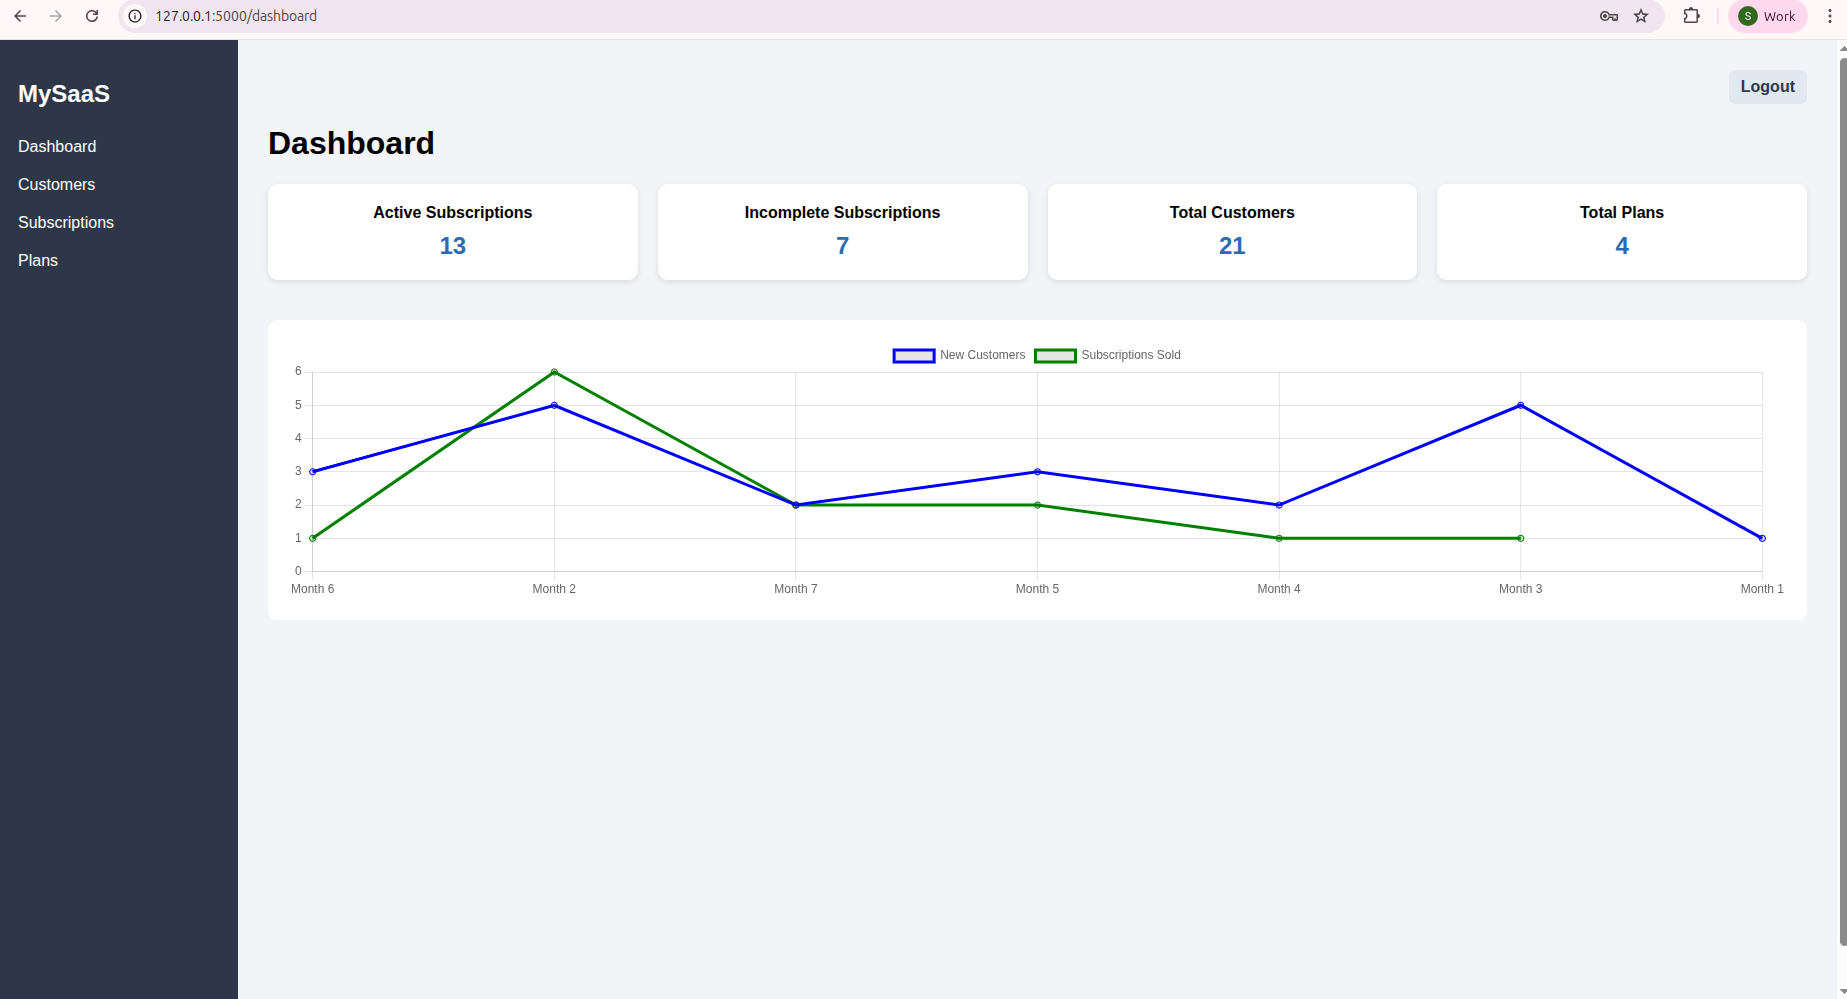 127.0.0.1:5000/dashboard
S Work
MySaaS
Dashboard
Customers
Subscriptions
Plans
Logout
Dashboard
Active Subscriptions
13
Incomplete Subscriptions
7
Total Customers
21
Total Plans
4
New Customers Subscriptions Sold
6
5
4
3
2
1
0
Month 6 Month 2 Month 7 Month 5 Month 4 Month 3 Month 1